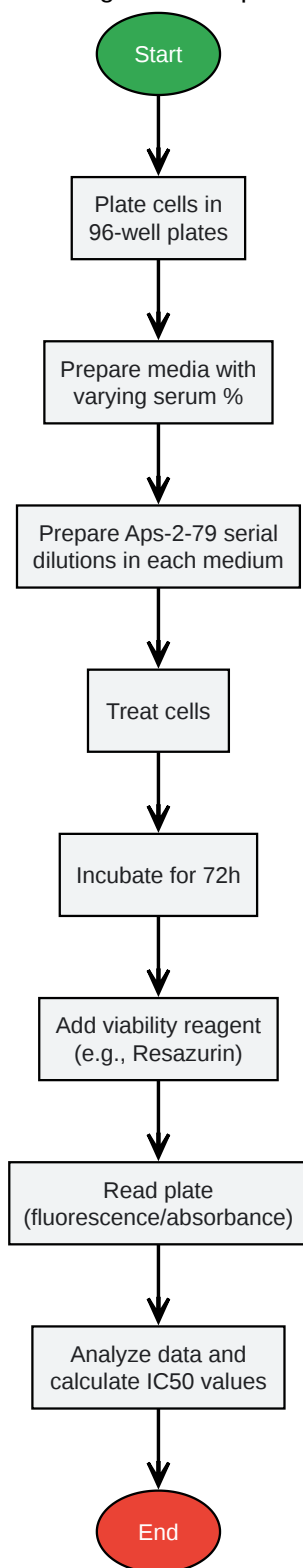 Start
Plate cells in
96-well plates
Prepare media with
varying serum %
Prepare Aps-2-79 serial
dilutions in each medium
Treat cells
Incubate for 72h
Add viability reagent
(e.g., Resazurin)
Read plate
(fluorescence/absorbance)
Analyze data and
calculate IC50 values
End